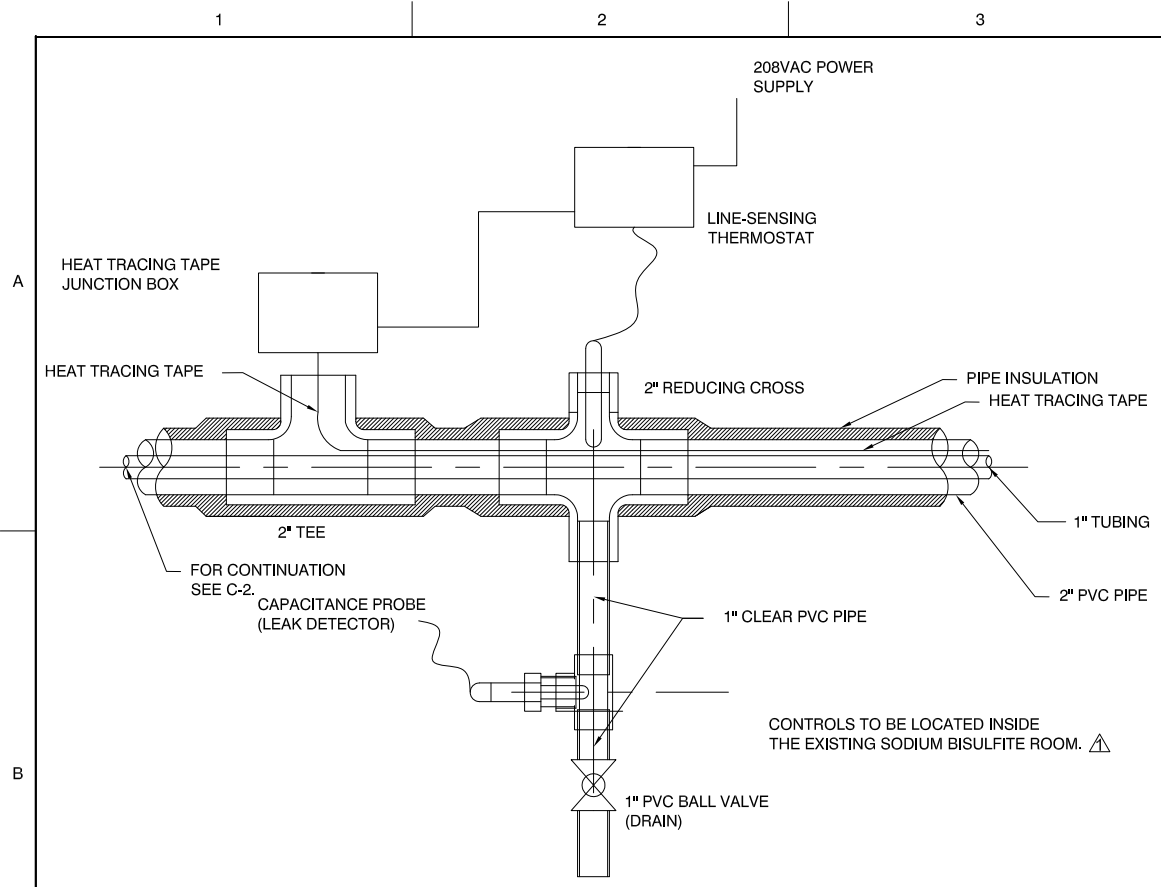 1
2
3
208VAC POWER
SUPPLY
LINE-SENSING
THERMOSTAT
A
HEAT TRACING TAPE
JUNCTION BOX
HEAT TRACING TAPE
2" REDUCING CROSS
PIPE INSULATION
HEAT TRACING TAPE
2" TEE
1" TUBING
FOR CONTINUATION
SEE C-2.
2" PVC PIPE
CAPACITANCE PROBE
(LEAK DETECTOR)
1" CLEAR PVC PIPE
CONTROLS TO BE LOCATED INSIDE
THE EXISTING SODIUM BISULFITE ROOM. 1
B
1" PVC BALL VALVE
(DRAIN)